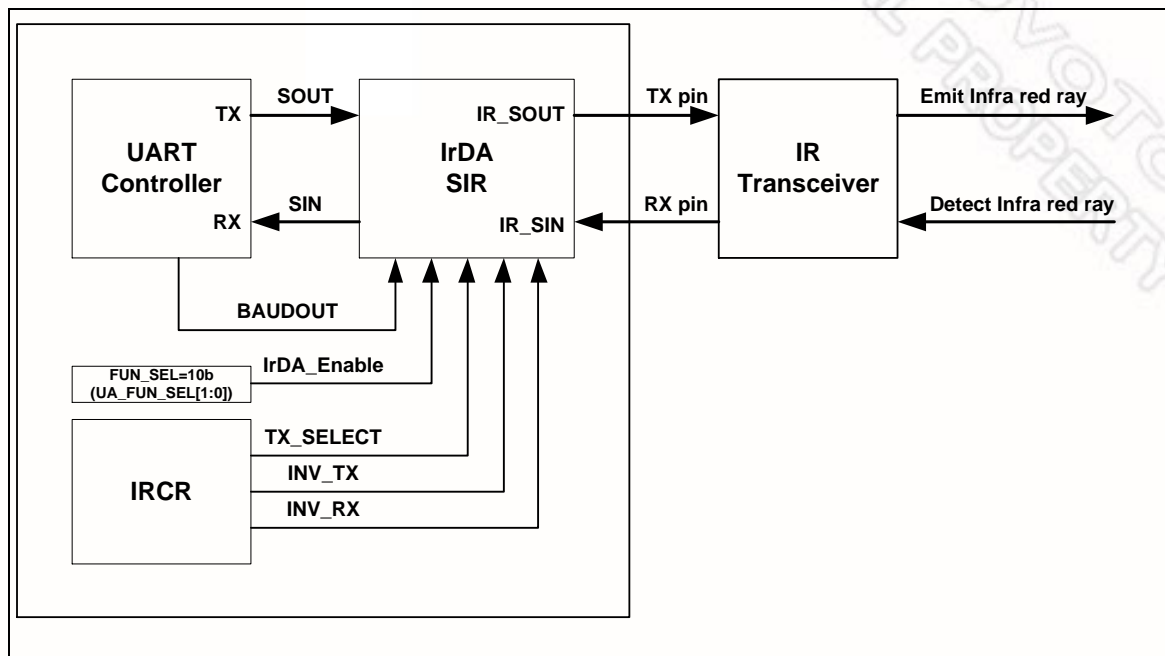 TX
SOUT
UART
Controller
SIN
RX
IR_SOUT
IrDA
SIR
IR_SIN
TX pin
RX pin
IR
Transceiver
Emit Infra red ray
Detect Infra red ray
BAUDOUT
FUN_SEL=10b
(UA_FUN_SEL[1:0])
IrDA_Enable
IRCR
TX_SELECT
INV_TX
INV_RX
PROPERTY